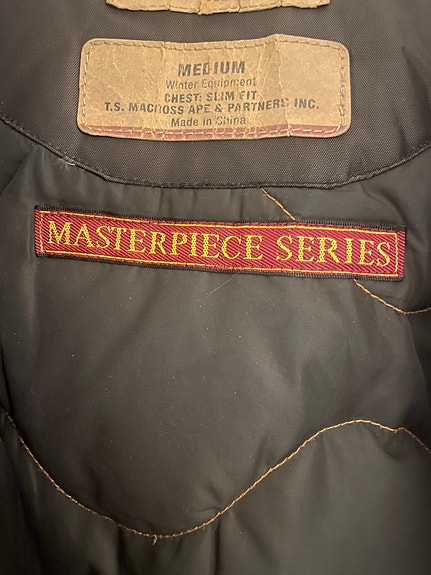 MEDIUM
Winter Equipment
CHEST: SLIM FIT
T.S. MACROSS APE & PARTNERS INC.
Made in China
MASTERPIECE SERIES